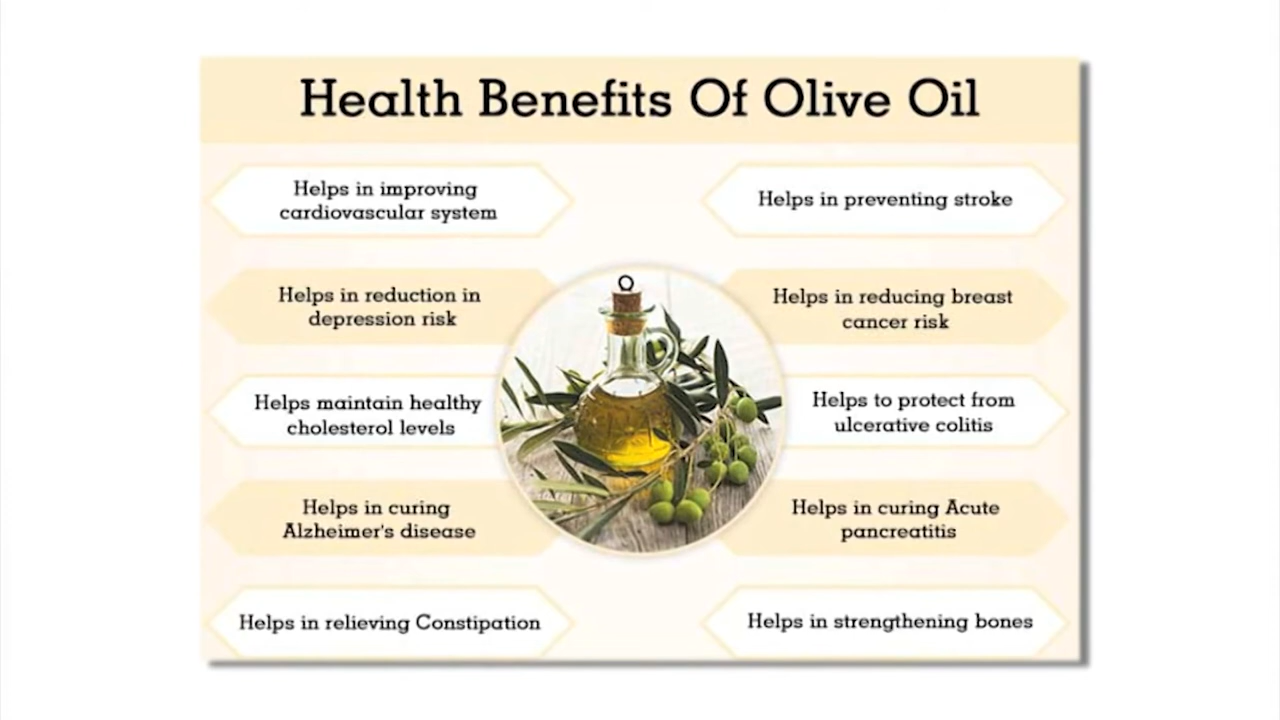 Health Benefits Of Olive Oil
Helps in improving
cardiovascular system
Helps in preventing stroke
Helps in reduction in
depression risk
Helps in reducing breast
cancer risk
Helps maintain healthy
cholesterol levels
Helps to protect from
ulcerative colitis
Helps in curing
Alzheimer's disease
Helps in curing Acute
pancreatitis
Helps in relieving Constipation
Helps in strengthening bones